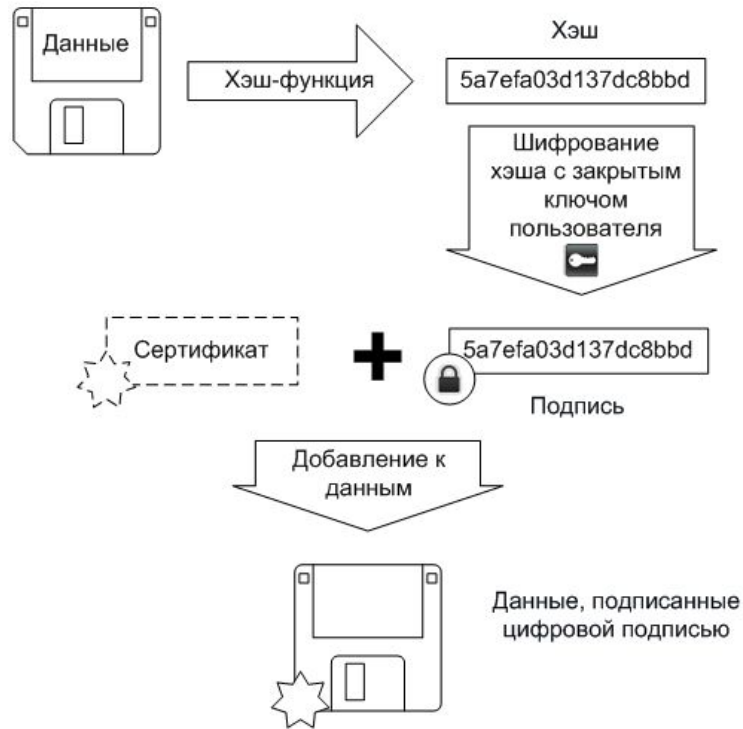 Данные
Хэш-функция
Хэш
5a7efa03d137dc8bbd
Шифрование
хэша с закрытым
ключом
пользователя
Сертификат
5a7efa03d137dc8bbd
Подпись
Добавление к
данным
Данные, подписанные
цифровой подписью